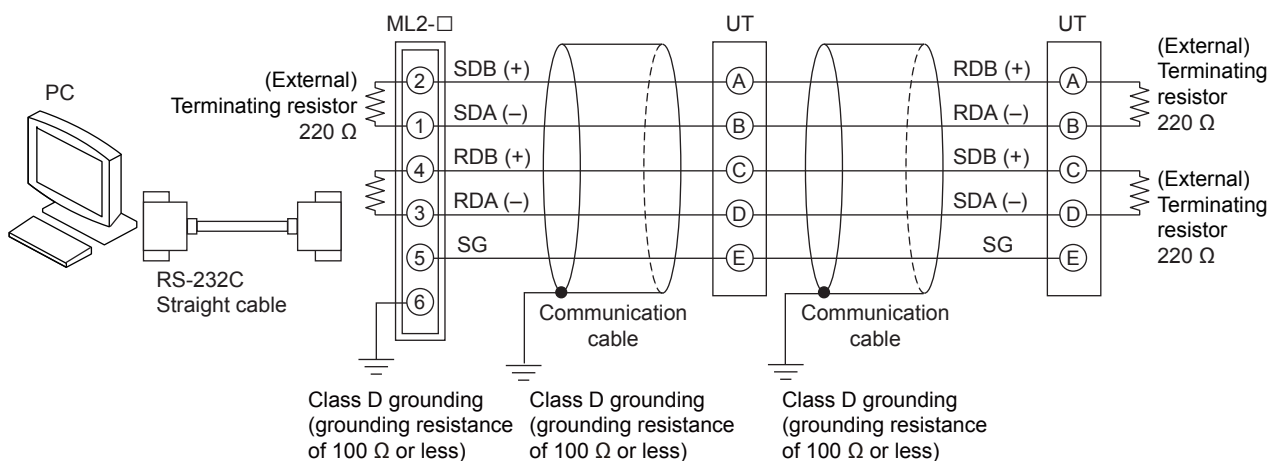 ML2-□
UT
UT
PC
(External)
Terminating resistor
220 Ω
2
1
4
3
5
6
SDB (+)
SDA (–)
RDB (+)
RDA (–)
SG
A
B
C
D
E
RDB (+)
RDA (–)
SDB (+)
SDA (–)
SG
A
B
C
D
E
(External)
Terminating
resistor
220 Ω
(External)
Terminating
resistor
220 Ω
RS-232C
Straight cable
Communication
cable
Communication
cable
Class D grounding
(grounding resistance
of 100 Ω or less)
Class D grounding
(grounding resistance
of 100 Ω or less)
Class D grounding
(grounding resistance
of 100 Ω or less)